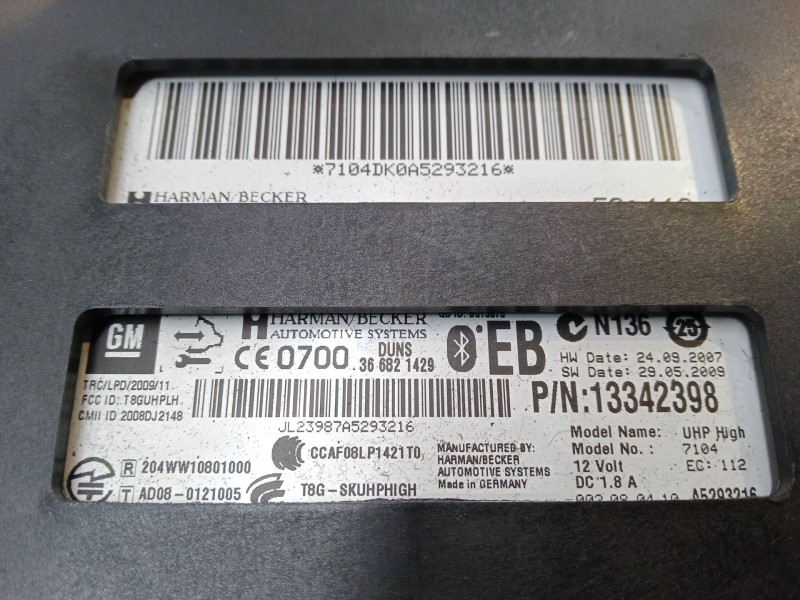 *7104DK0A5293216*
HARMAN/BECKER
GM
HARMAN/BECKER
AUTOMOTIVE SYSTEMS
CE 0700
DUNS
36 682 1429
EB
N136
25
HW Date: 24.09.2007
SW Date: 29.05.2009
TRC/LPD/2009/11
FCC ID: T8GUHPLH
CMII ID 2008DJ2148
P/N:13342398
JL23987A5293216
R 204WW10801000
T AD08-0121005
CCAF08LP1421T0
T8G-SKUHPHIGH
MANUFACTURED BY:
HARMAN/BECKER
AUTOMOTIVE SYSTEMS
Made in GERMANY
Model Name: UHP High
Model No.: 7104
12 Volt EC: 112
DC 1.8 A
A5293216